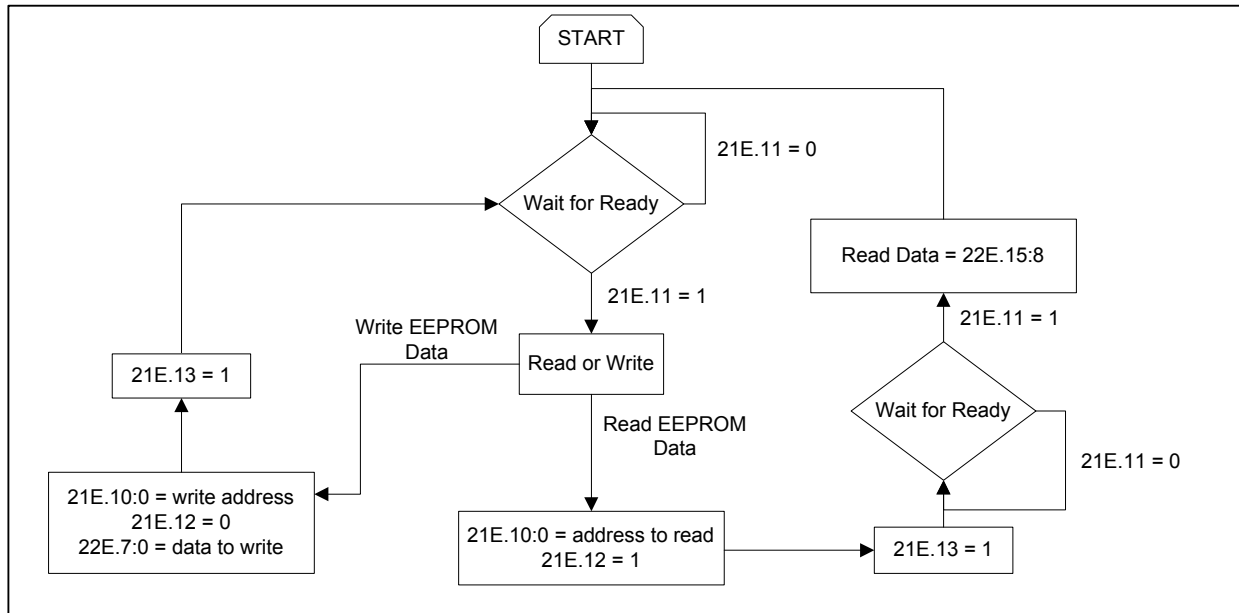 START
21E.11 = 0
Wait for Ready
21E.11 = 1
Read or Write
Write EEPROM
Data
21E.13 = 1
21E.10:0 = write address
21E.12 = 0
22E.7:0 = data to write
Read EEPROM
Data
21E.10:0 = address to read
21E.12 = 1
21E.13 = 1
21E.11 = 0
Wait for Ready
21E.11 = 1
Read Data = 22E.15:8